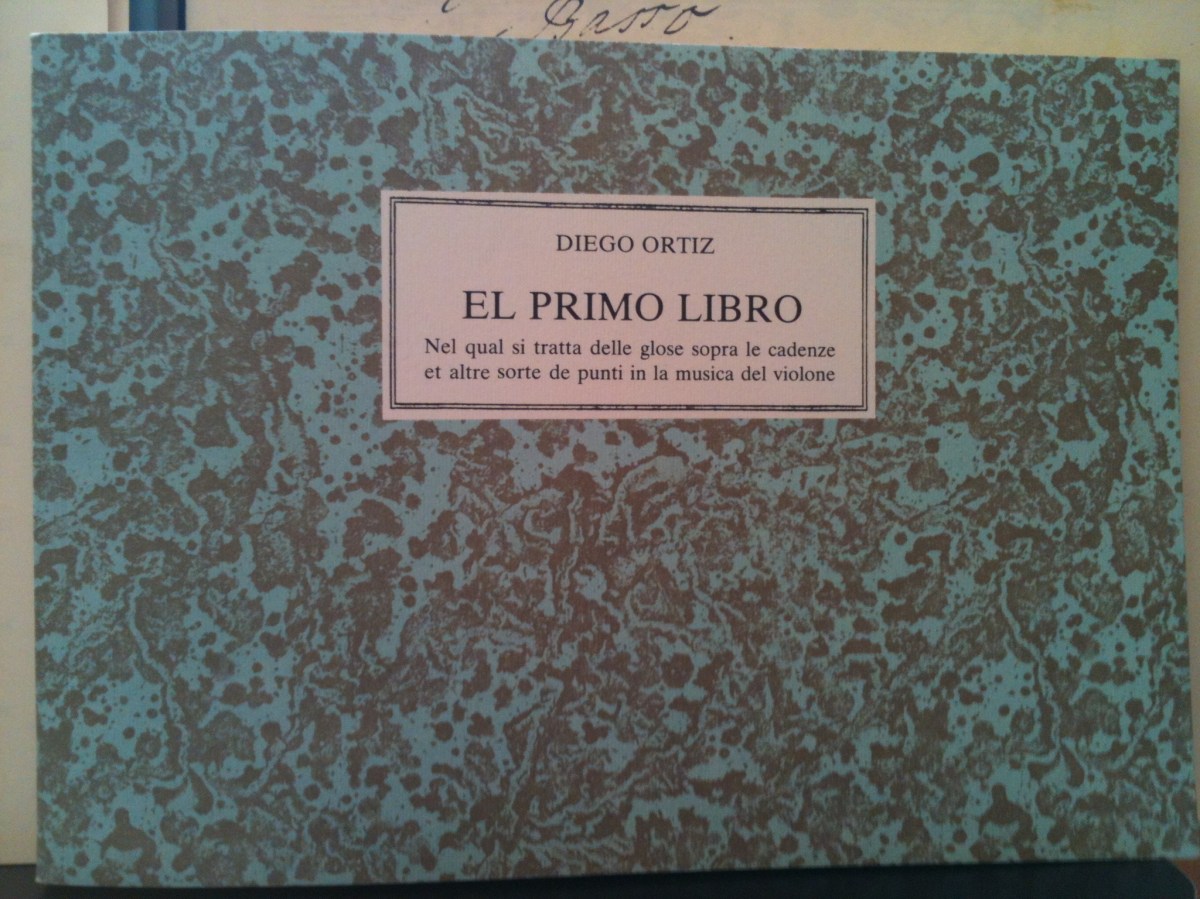 Basso
DIEGO ORTIZ
EL PRIMO LIBRO
Nel qual si tratta delle glose sopra le cadenze
et altre sorte de punti in la musica del violone